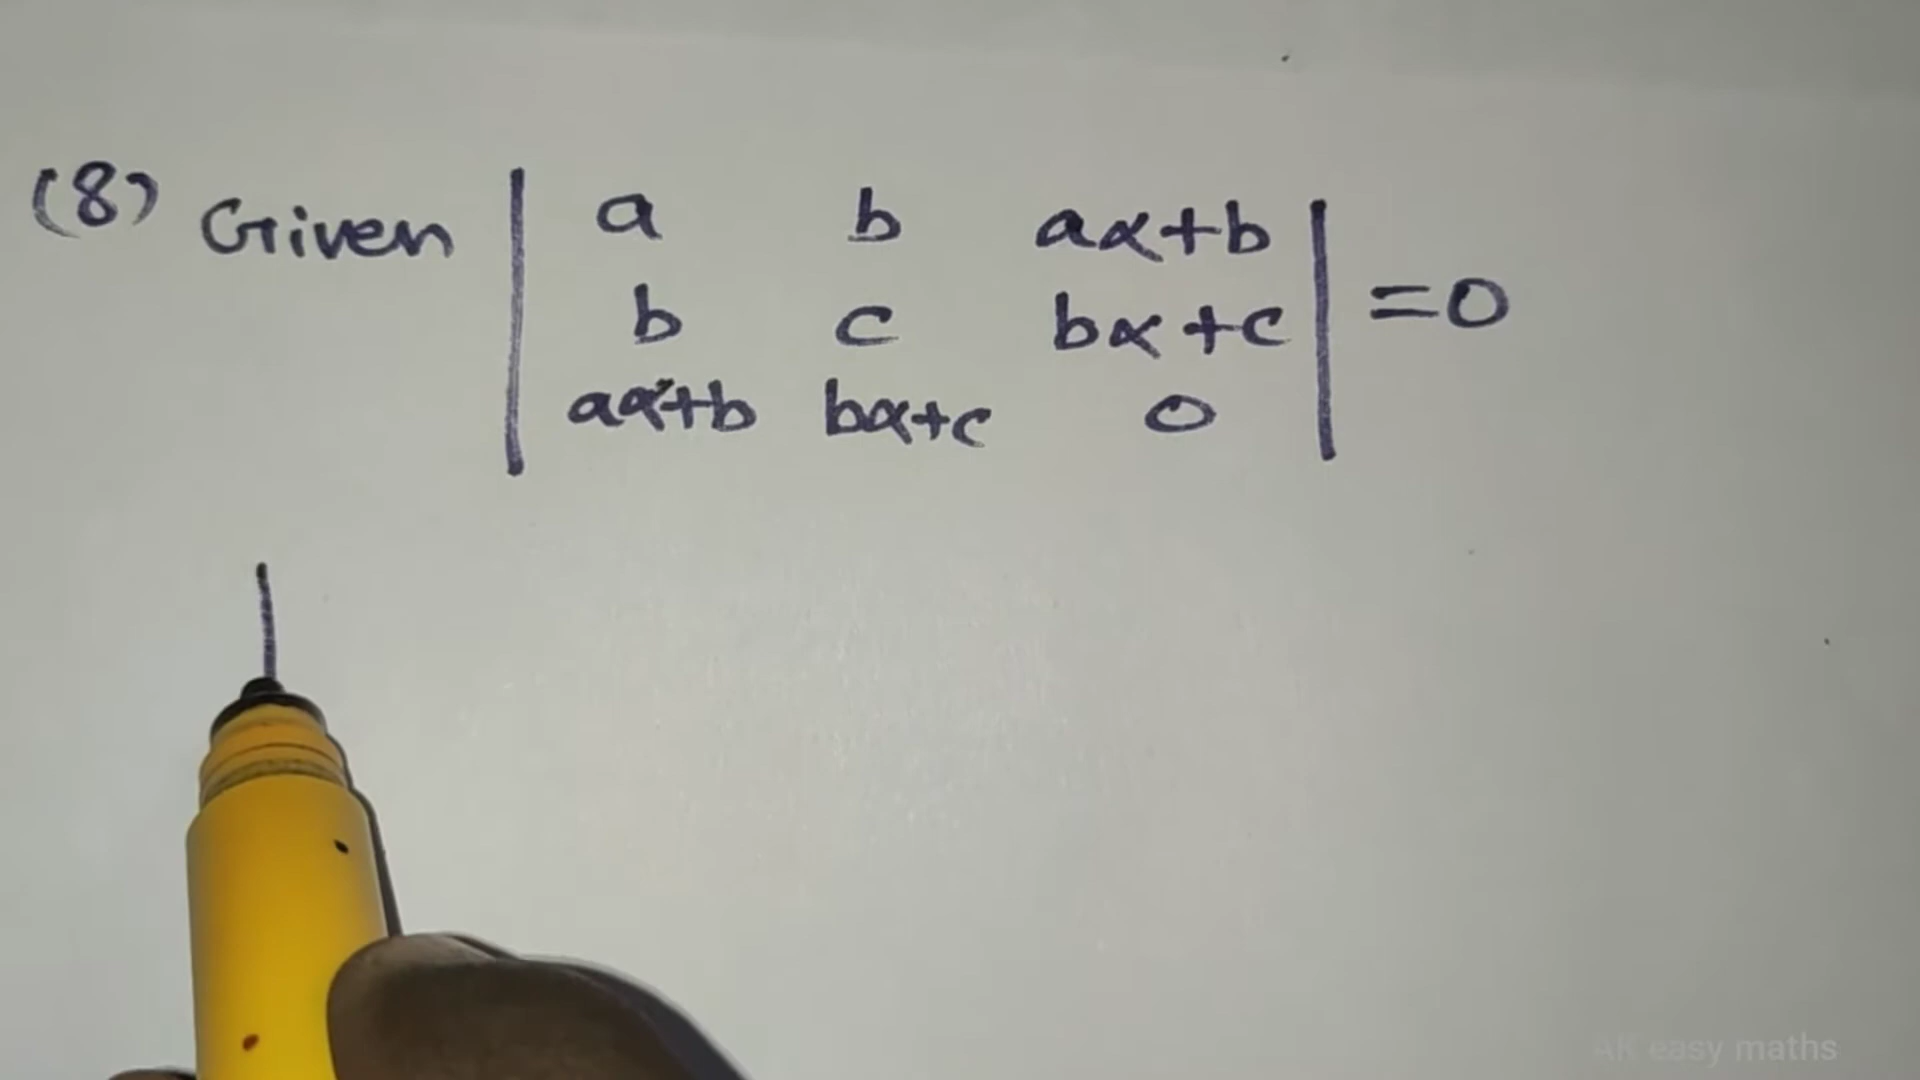 (8) Given | a b aα+b |
| b c bα+c | =0
| aα+b bα+c 0 |
AK easy maths